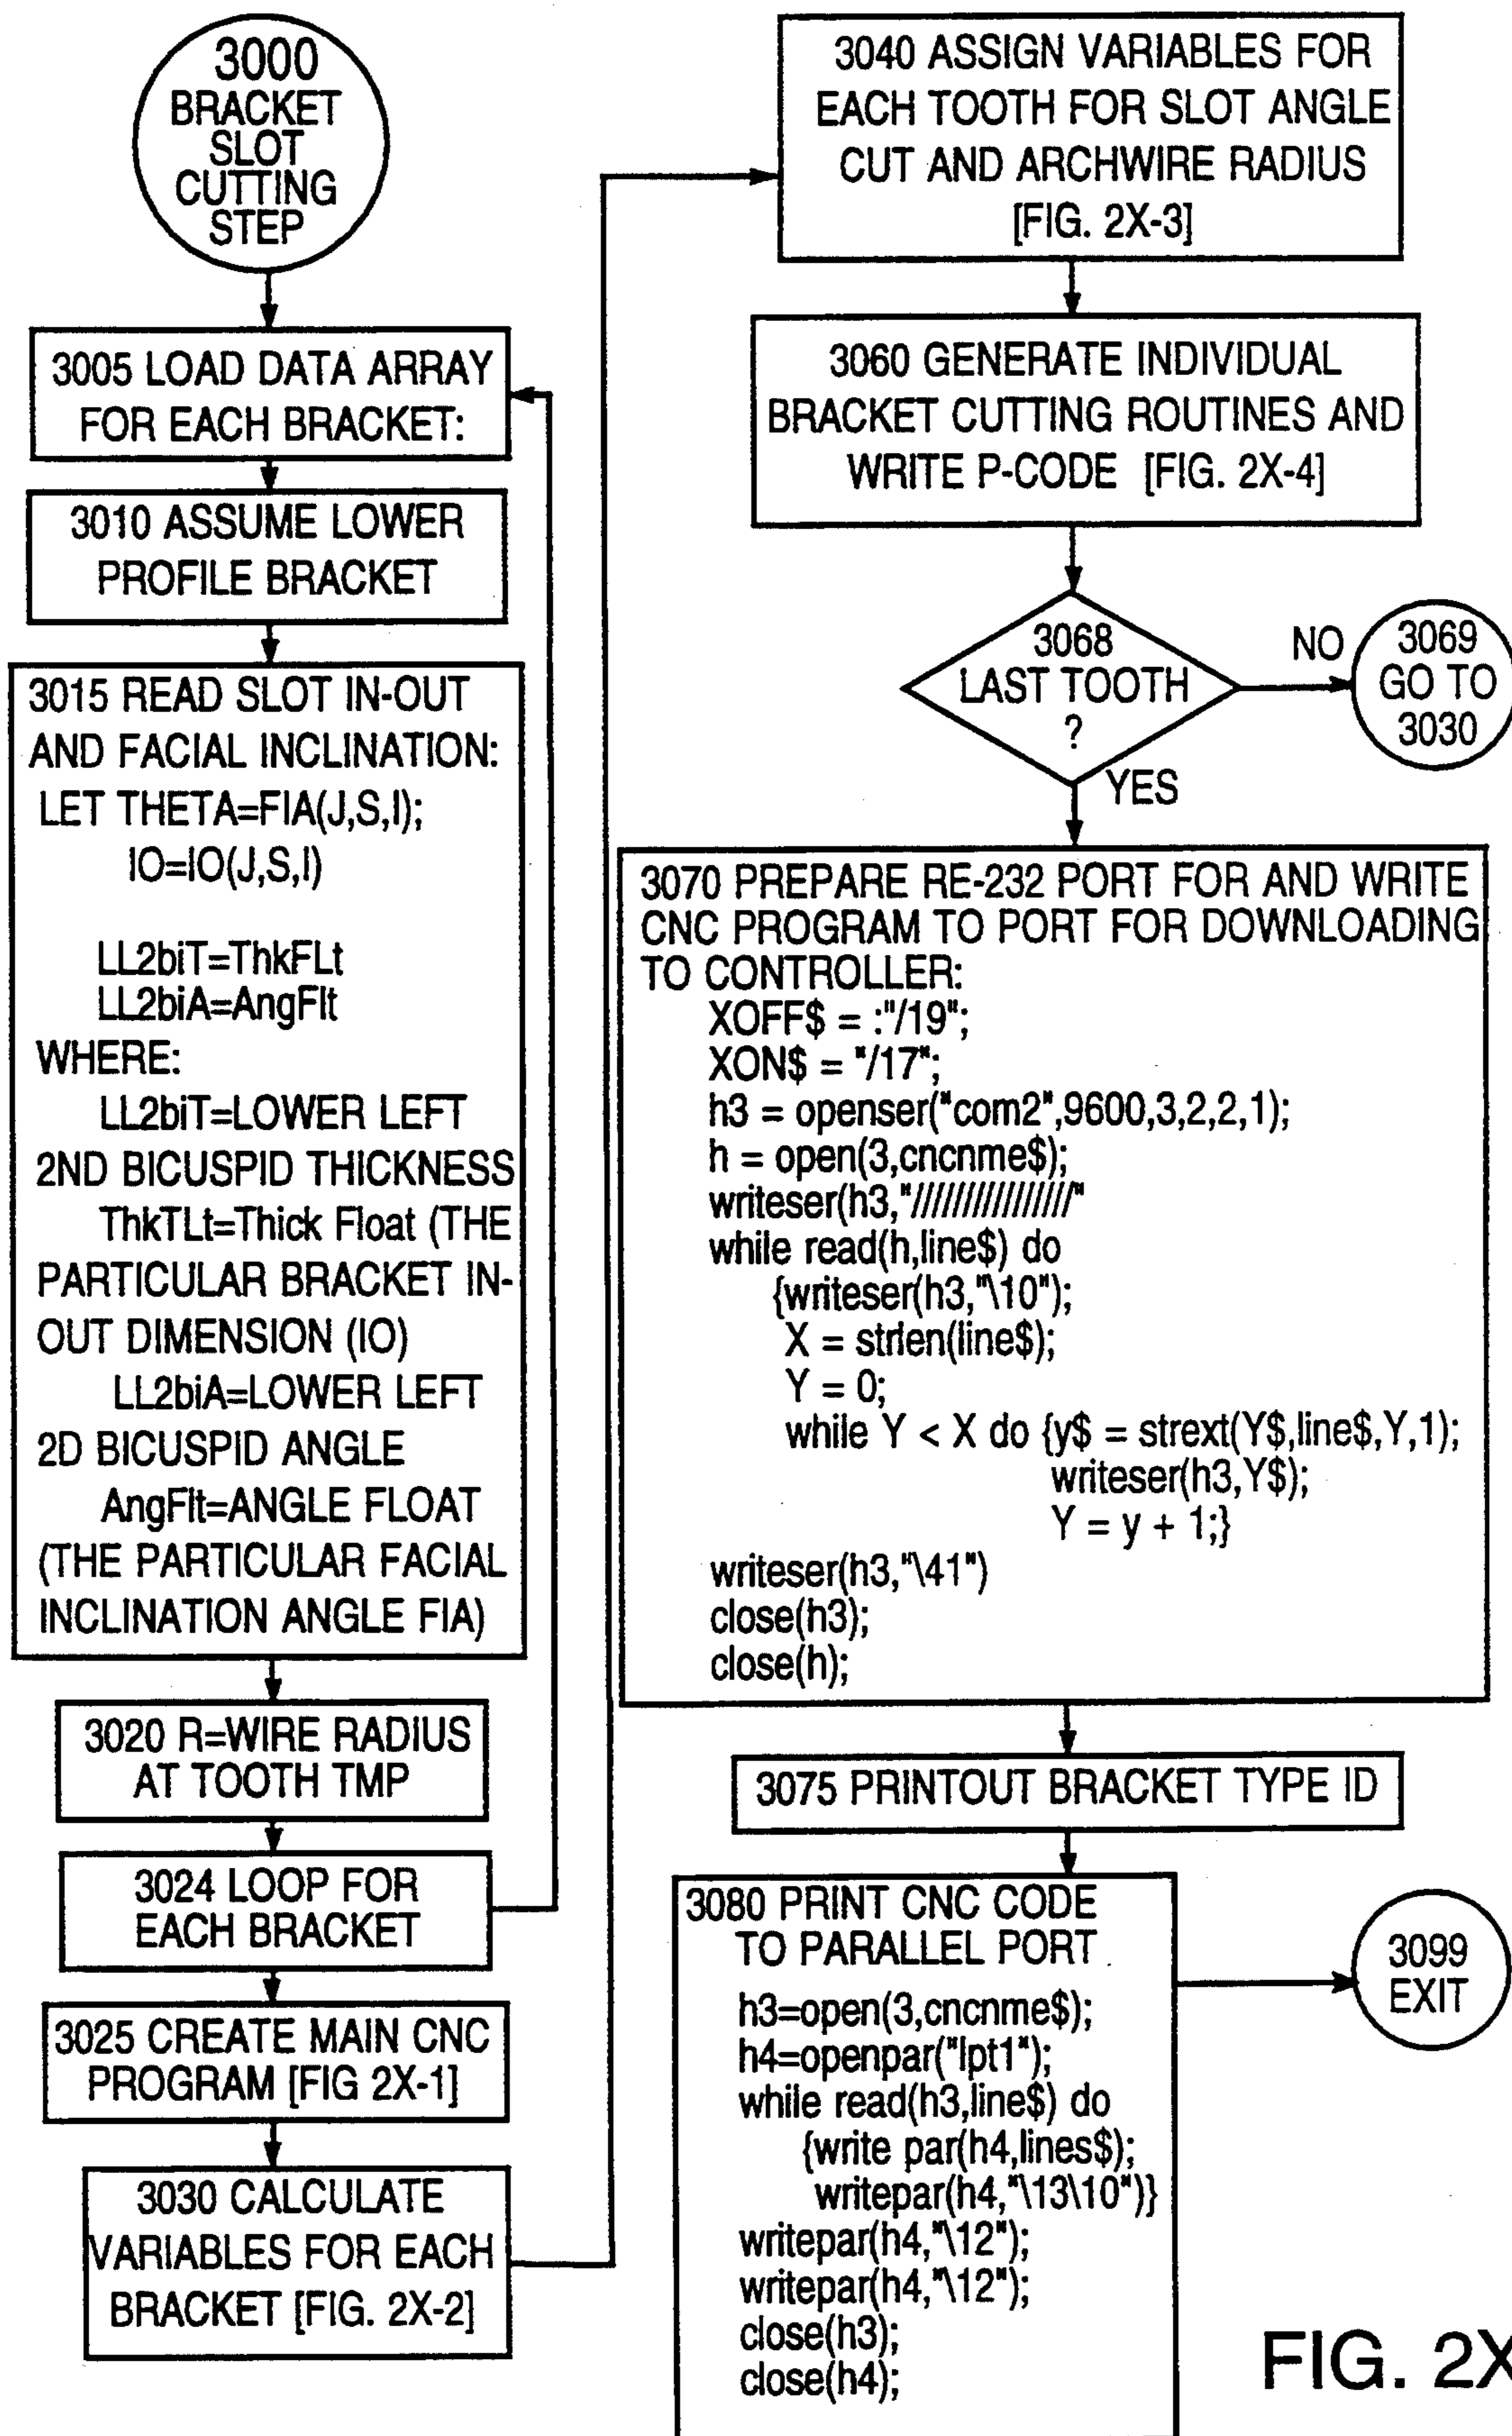 3000
BRACKET
SLOT
CUTTING
STEP
3005 LOAD DATA ARRAY
FOR EACH BRACKET:
3010 ASSUME LOWER
PROFILE BRACKET
3015 READ SLOT IN-OUT
AND FACIAL INCLINATION:
LET THETA=FIA(J,S,I);
IO=IO(J,S,I)
LL2biT=ThkFLt
LL2biA=AngFlt
WHERE:
LL2biT=LOWER LEFT
2ND BICUSPID THICKNESS
ThkTLt=Thick Float (THE
PARTICULAR BRACKET IN-
OUT DIMENSION (IO)
LL2biA=LOWER LEFT
2D BICUSPID ANGLE
AngFlt=ANGLE FLOAT
(THE PARTICULAR FACIAL
INCLINATION ANGLE FIA)
3020 R=WIRE RADIUS
AT TOOTH TMP
3024 LOOP FOR
EACH BRACKET
3025 CREATE MAIN CNC
PROGRAM [FIG 2X-1]
3030 CALCULATE
VARIABLES FOR EACH
BRACKET [FIG. 2X-2]
3040 ASSIGN VARIABLES FOR
EACH TOOTH FOR SLOT ANGLE
CUT AND ARCHWIRE RADIUS
[FIG. 2X-3]
3060 GENERATE INDIVIDUAL
BRACKET CUTTING ROUTINES AND
WRITE P-CODE [FIG. 2X-4]
3068
LAST TOOTH
?
NO
3069
GO TO
3030
YES
3070 PREPARE RE-232 PORT FOR AND WRITE
CNC PROGRAM TO PORT FOR DOWNLOADING
TO CONTROLLER:
XOFF$ = :"/19";
XON$ = "/17";
h3 = openser("com2",9600,3,2,2,1);
h = open(3,cncnme$);
writeser(h3,"////////////////"
while read(h,line$) do
{writeser(h3,"\10");
X = strlen(line$);
Y = 0;
while Y < X do {y$ = strext(Y$,line$,Y,1);
writeser(h3,Y$);
Y = y + 1;}
writeser(h3,"\41")
close(h3);
close(h);
3075 PRINTOUT BRACKET TYPE ID
3080 PRINT CNC CODE
TO PARALLEL PORT
h3=open(3,cncnme$);
h4=openpar("lpt1");
while read(h3,line$) do
{write par(h4,lines$);
writepar(h4,"\13\10")}
writepar(h4,"\12");
writepar(h4,"\12");
close(h3);
close(h4);
3099
EXIT
FIG. 2X